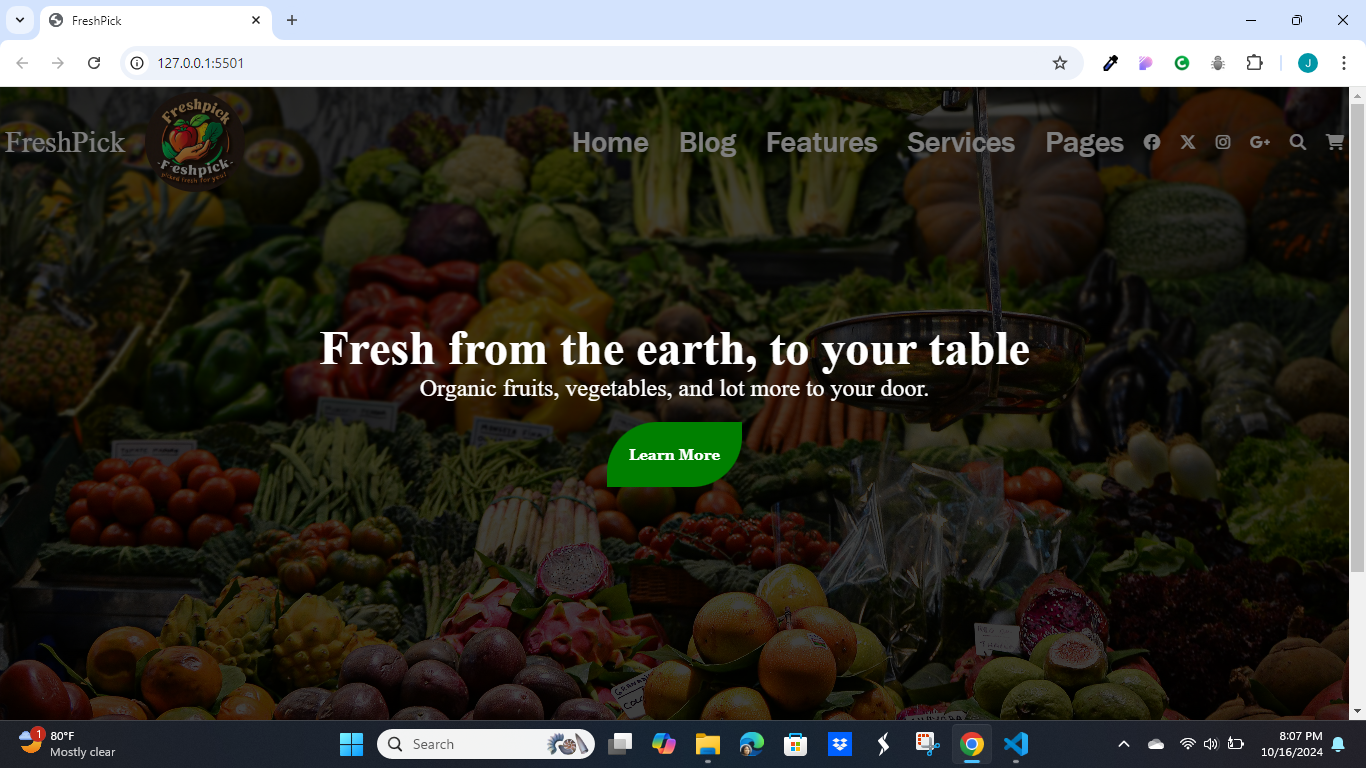 FreshPick
127.0.0.1:5501
J
FreshPick
Freshpick
Freshpick
picked fresh for you!
Home Blog Features Services Pages
Fresh from the earth, to your table
Organic fruits, vegetables, and lot more to your door.
Learn More
1
80°F
Mostly clear
Search
8:07 PM
10/16/2024